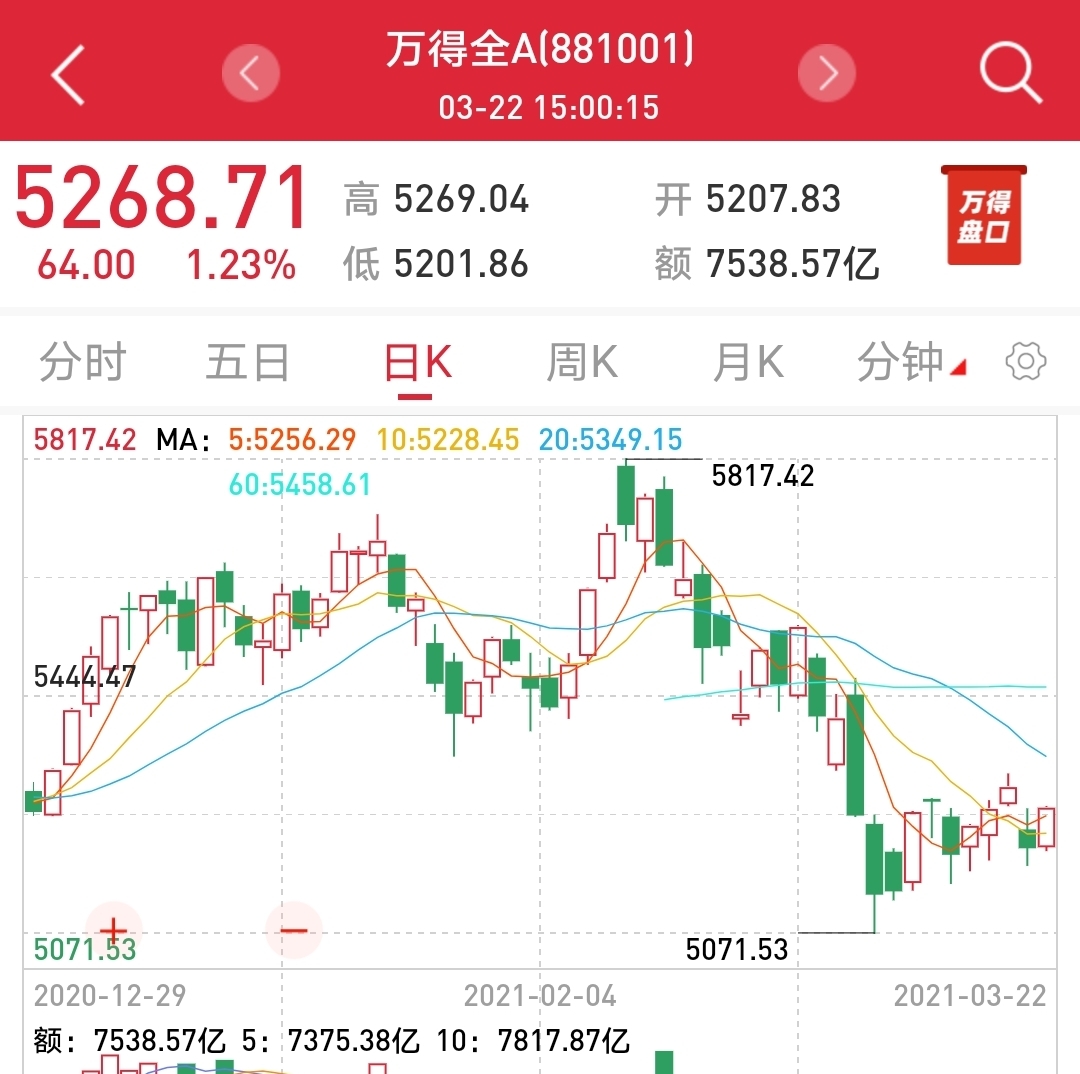 万得全A(881001)
03-22 15:00:15
5268.71
64.00 1.23%
高 5269.04
开 5207.83
低 5201.86
额 7538.57亿
万得
盘口
分时 五日 日K 周K 月K 分钟
5817.42 MA: 5:5256.29 10:5228.45 20:5349.15
60:5458.61
5817.42
5444.47
5071.53
5071.53
2020-12-29 2021-02-04 2021-03-22
额: 7538.57亿 5: 7375.38亿 10: 7817.87亿